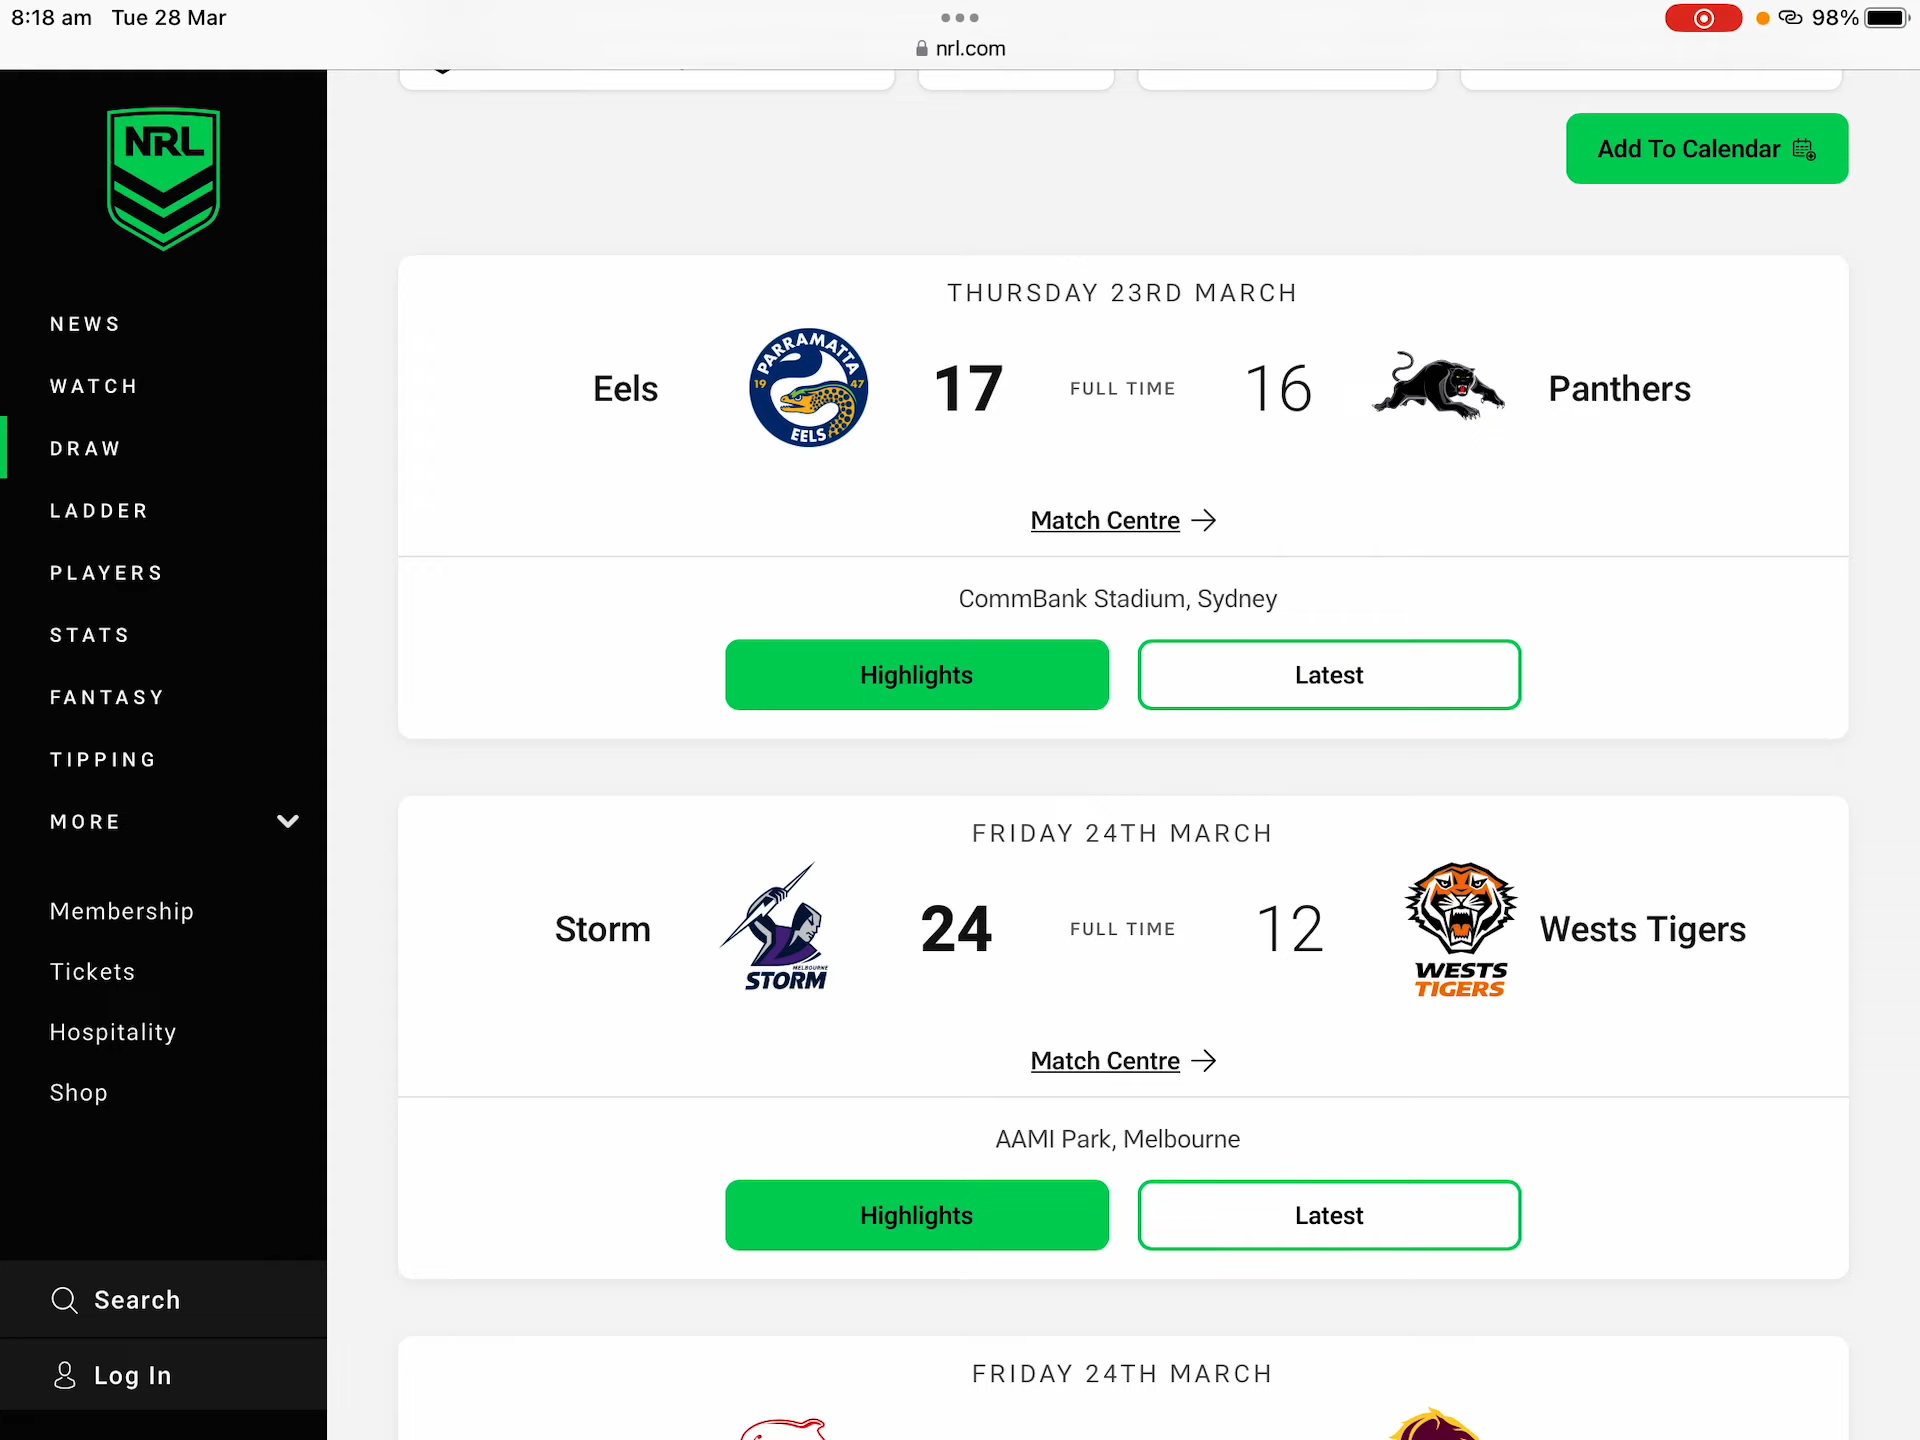 8:18 am Tue 28 Mar
98%
nrl.com
NRL
Add To Calendar
NEWS
WATCH
DRAW
LADDER
PLAYERS
STATS
FANTASY
TIPPING
MORE
Membership
Tickets
Hospitality
Shop
Search
Log In
THURSDAY 23RD MARCH
Eels
PARRAMATTA
19 47
EELS
17 FULL TIME 16
Panthers
Match Centre
CommBank Stadium, Sydney
Highlights Latest
FRIDAY 24TH MARCH
Storm
MELBOURNE
STORM
24 FULL TIME 12
WESTS
TIGERS
Wests Tigers
Match Centre
AAMI Park, Melbourne
Highlights Latest
FRIDAY 24TH MARCH